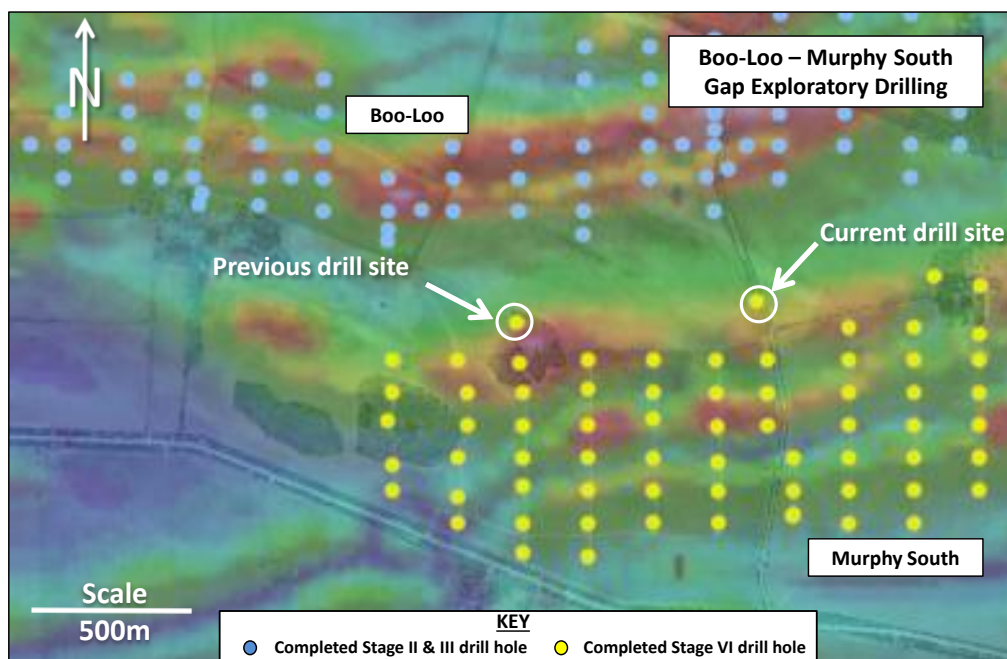 N
Boo-Loo – Murphy South
Gap Exploratory Drilling
Boo-Loo
Current drill site
Previous drill site
Murphy South
Scale
500m
KEY
Completed Stage II & III drill hole
Completed Stage VI drill hole